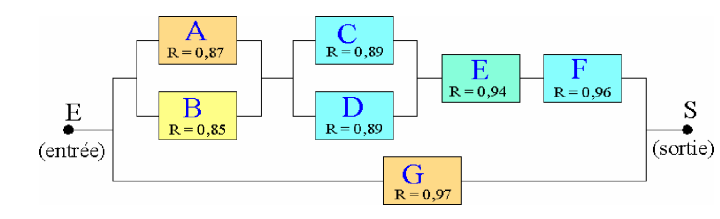 A
R = 0,87
C
R = 0,89
E
R = 0,94
F
R = 0,96
B
R = 0,85
D
R = 0,89
E
(entrée)
S
(sortie)
G
R = 0,97